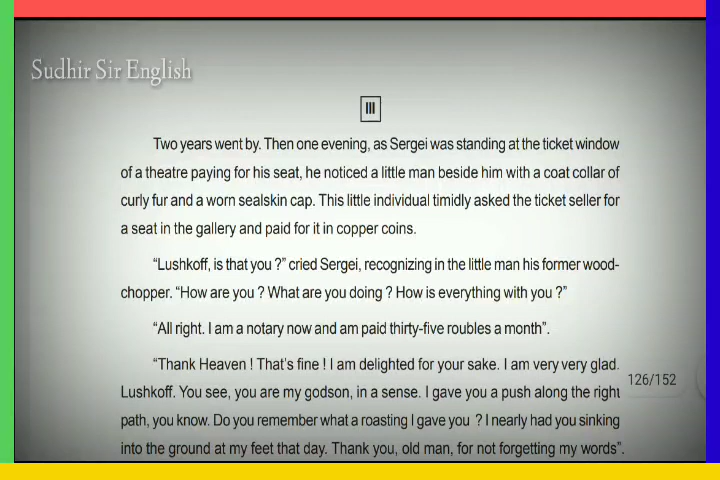 Sudhir Sir English
III
Two years went by. Then one evening, as Sergei was standing at the ticket window
of a theatre paying for his seat, he noticed a little man beside him with a coat collar of
curly fur and a worn sealskin cap. This little individual timidly asked the ticket seller for
a seat in the gallery and paid for it in copper coins.
“Lushkoff, is that you ?” cried Sergei, recognizing in the little man his former wood-
chopper. “How are you ? What are you doing ? How is everything with you ?”
“All right. I am a notary now and am paid thirty-five roubles a month”.
“Thank Heaven ! That's fine ! I am delighted for your sake. I am very very glad.
Lushkoff. You see, you are my godson, in a sense. I gave you a push along the right
126/152
path, you know. Do you remember what a roasting I gave you ? I nearly had you sinking
into the ground at my feet that day. Thank you, old man, for not forgetting my words”.